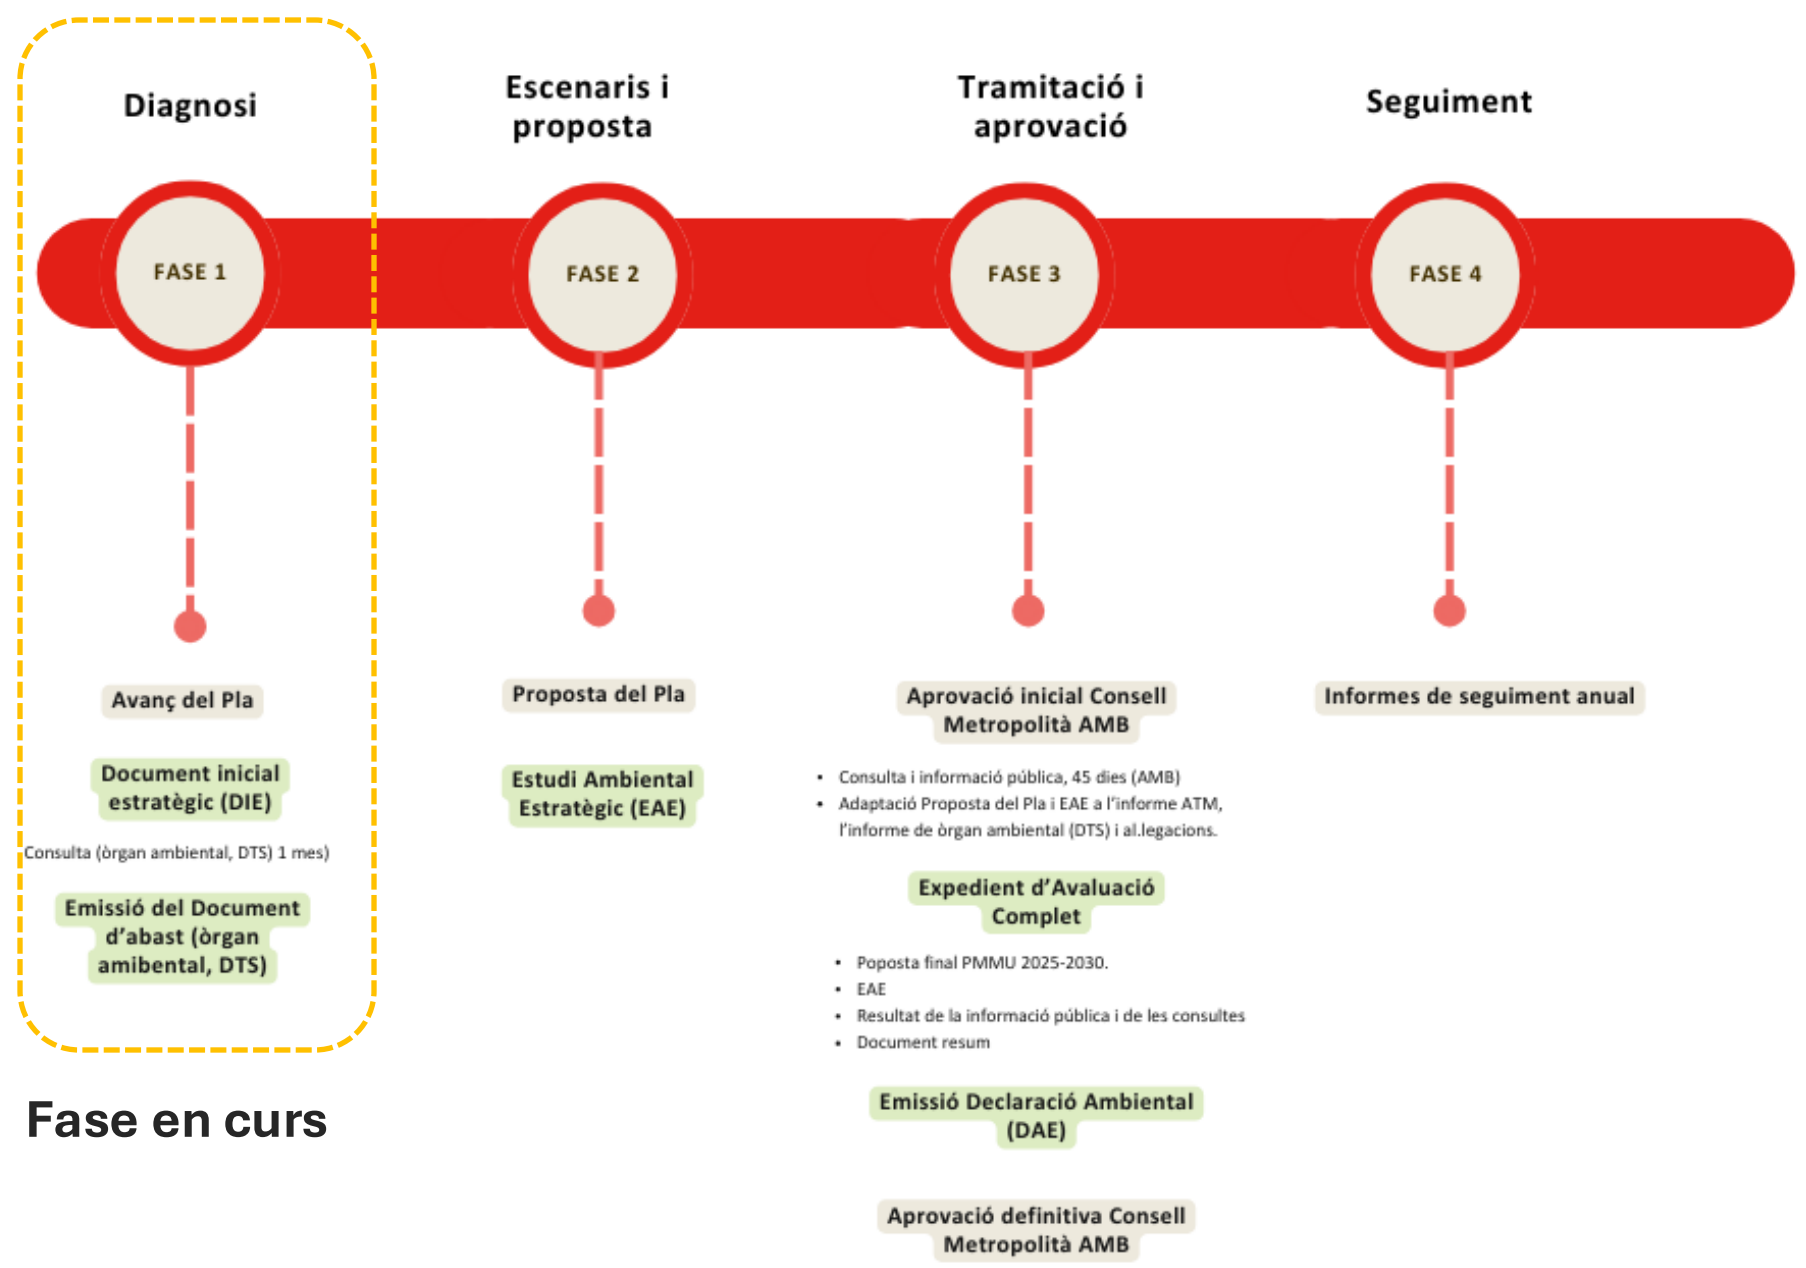 Diagnosi
FASE 1
Avanç del Pla
Document inicial
estratègic (DIE)
Consulta (òrgan ambiental, DTS) 1 mes)
Emissió del Document
d'abast (òrgan
amibental, DTS)
Fase en curs
Escenaris i
proposta
FASE 2
Proposta del Pla
Estudi Ambiental
Estratègic (EAE)
Tramitació i
aprovació
FASE 3
Aprovació inicial Consell
Metropolità AMB
• Consulta i informació pública, 45 dies (AMB)
• Adaptació Proposta del Pla i EAE a l'informe ATM,
l'informe de òrgan ambiental (DTS) i al.legacions.
Expedient d'Avaluació
Complet
• Poposta final PMMU 2025-2030.
• EAE
• Resultat de la informació pública i de les consultes
• Document resum
Emissió Declaració Ambiental
(DAE)
Aprovació definitiva Consell
Metropolità AMB
Seguiment
FASE 4
Informes de seguiment anual